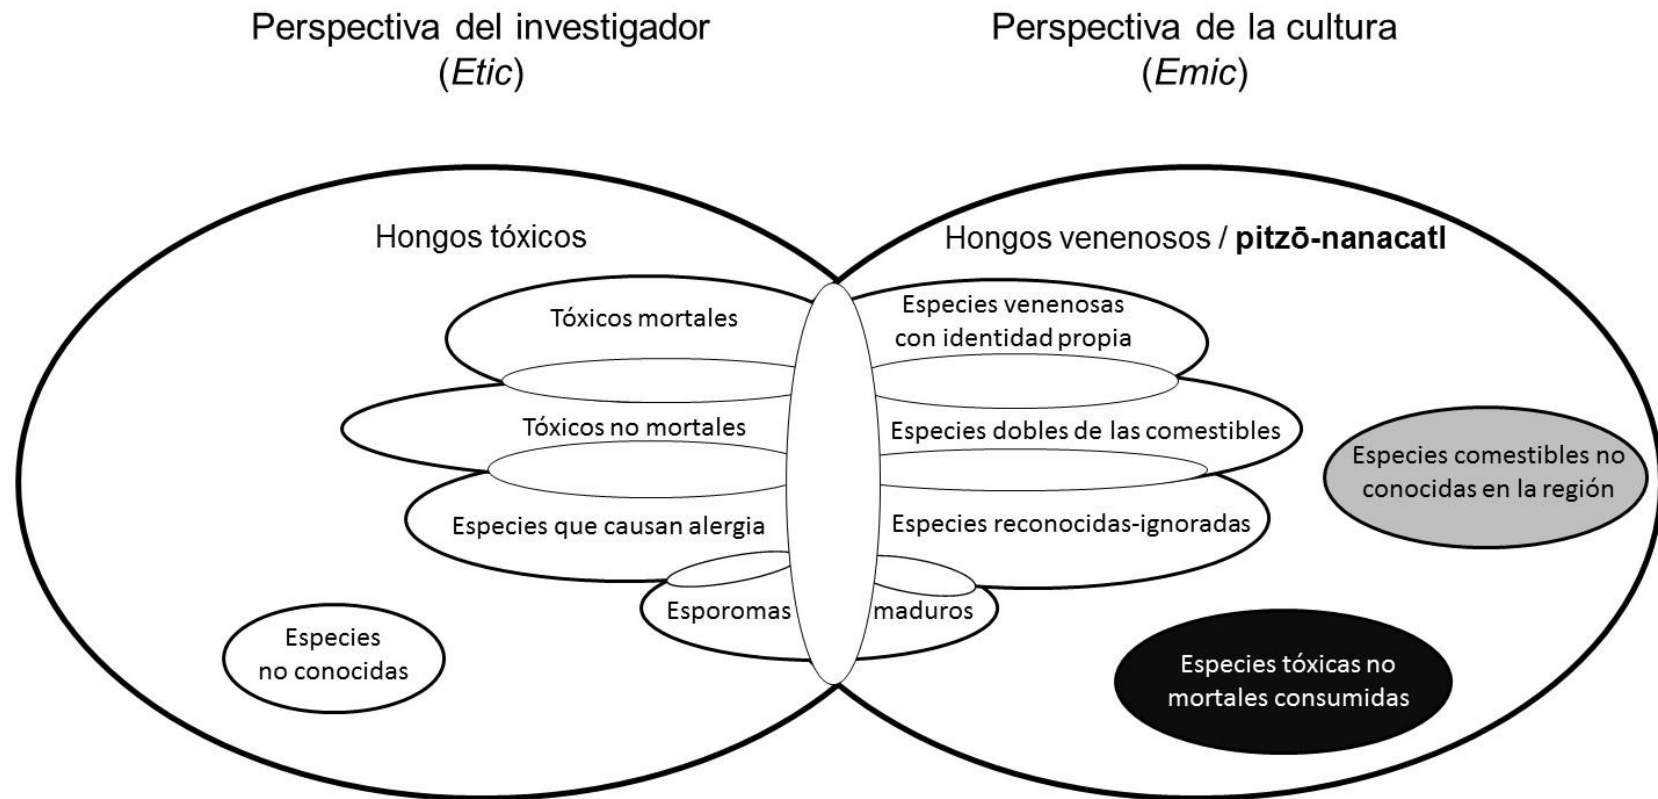 Perspectiva del investigador
(Etic)
Perspectiva de la cultura
(Emic)
Hongos tóxicos
Tóxicos mortales
Tóxicos no mortales
Especies que causan alergia
Especies
no conocidas
Hongos venenosos / pitzō-nanacatl
Especies venenosas
con identidad propia
Especies dobles de las comestibles
Especies reconocidas-ignoradas
Esporomas maduros
Especies comestibles no
conocidas en la región
Especies tóxicas no
mortales consumidas